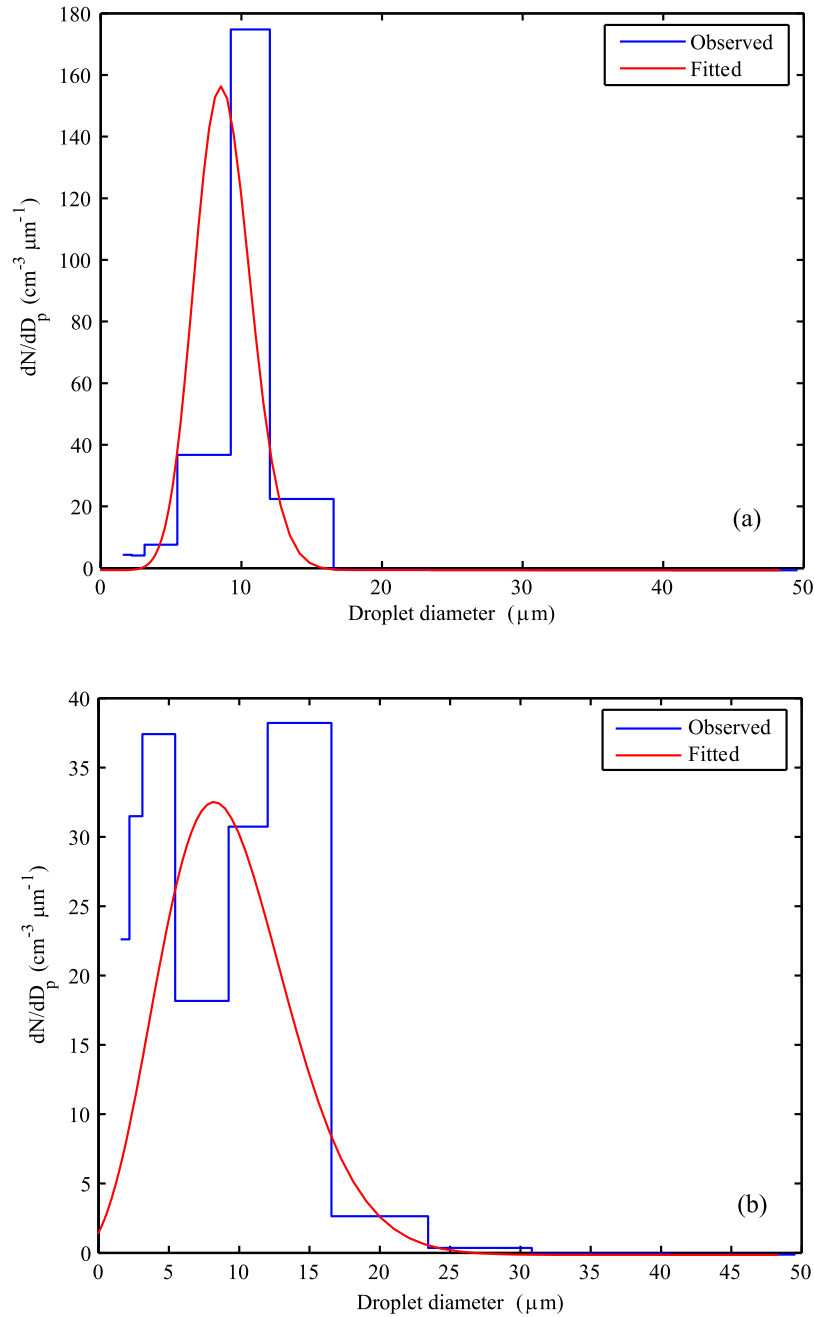 180
160
140
120
100
80
60
40
20
0
dN/dDp (cm-3 μm-1)
Observed
Fitted
(a)
0 10 20 30 40 50
Droplet diameter (μm)
40
35
30
25
20
15
10
5
0
dN/dDp (cm-3 μm-1)
Observed
Fitted
(b)
0 5 10 15 20 25 30 35 40 45 50
Droplet diameter (μm)